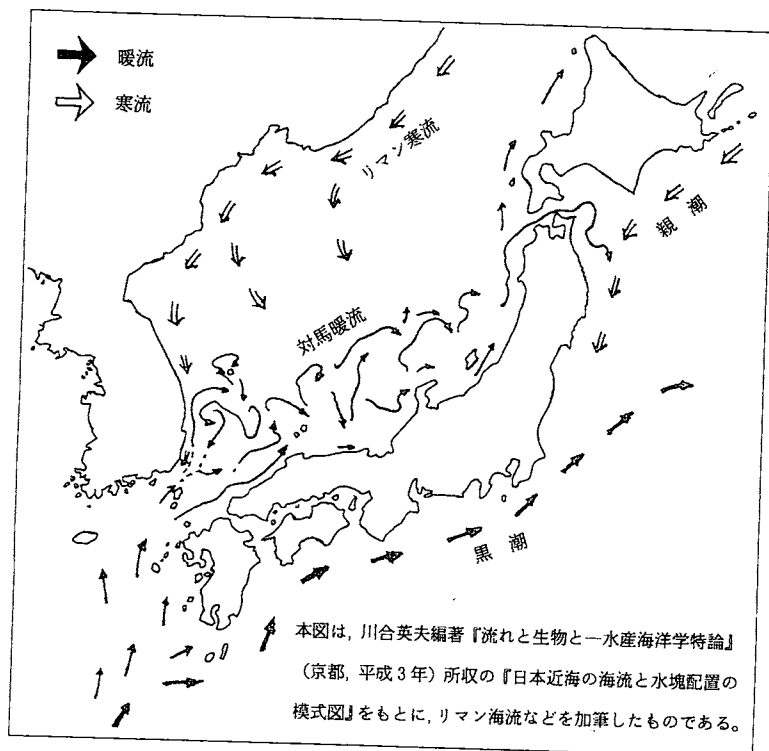 暖流
寒流
リマン寒流
親潮
対馬暖流
黒潮
本図は,川合英夫編著『流れと生物と―水産海洋学特論』
(京都,平成3年)所収の『日本近海の海流と水塊配置の
模式図』をもとに,リマン海流などを加筆したものである。